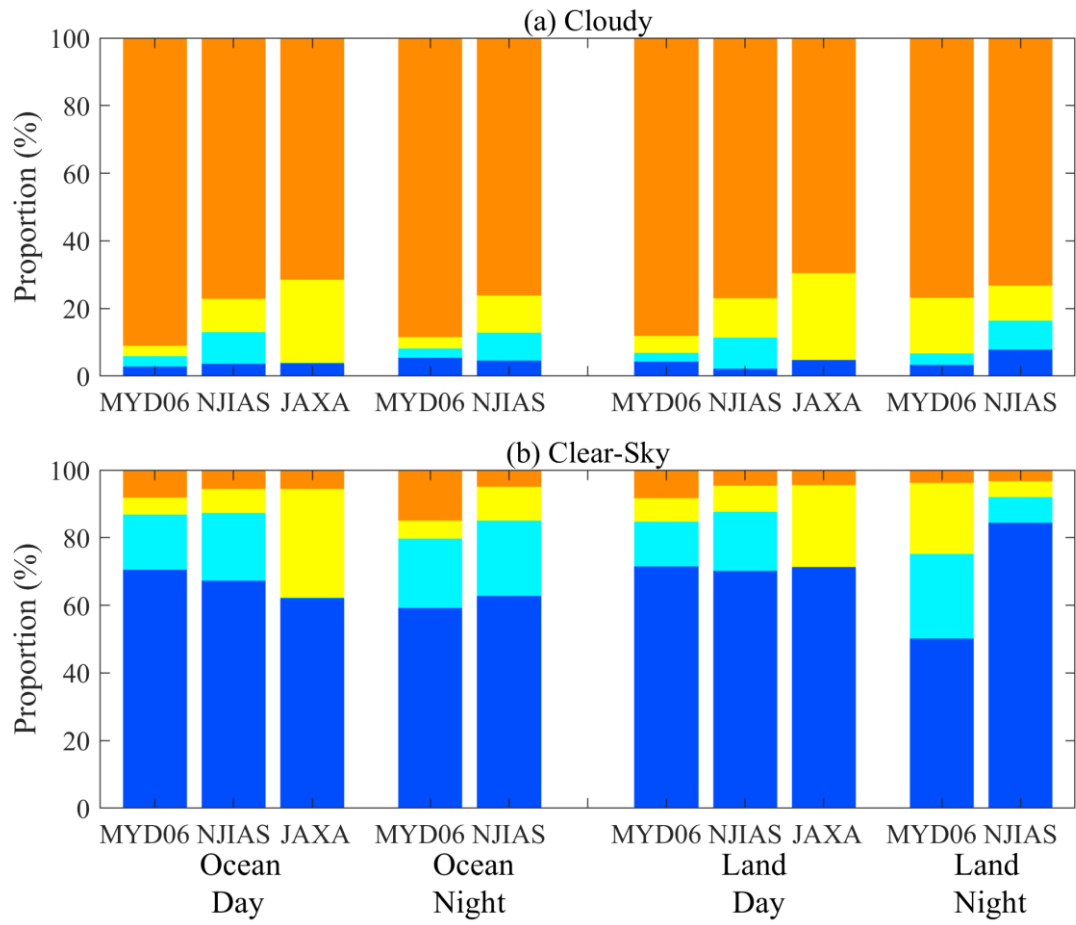 (a) Cloudy
Proportion (%)
100
80
60
40
20
0
MYD06 NJIAS JAXA MYD06 NJIAS MYD06 NJIAS JAXA MYD06 NJIAS
(b) Clear-Sky
Proportion (%)
100
80
60
40
20
0
MYD06 NJIAS JAXA MYD06 NJIAS MYD06 NJIAS JAXA MYD06 NJIAS
Ocean Ocean Land Land
Day Night Day Night